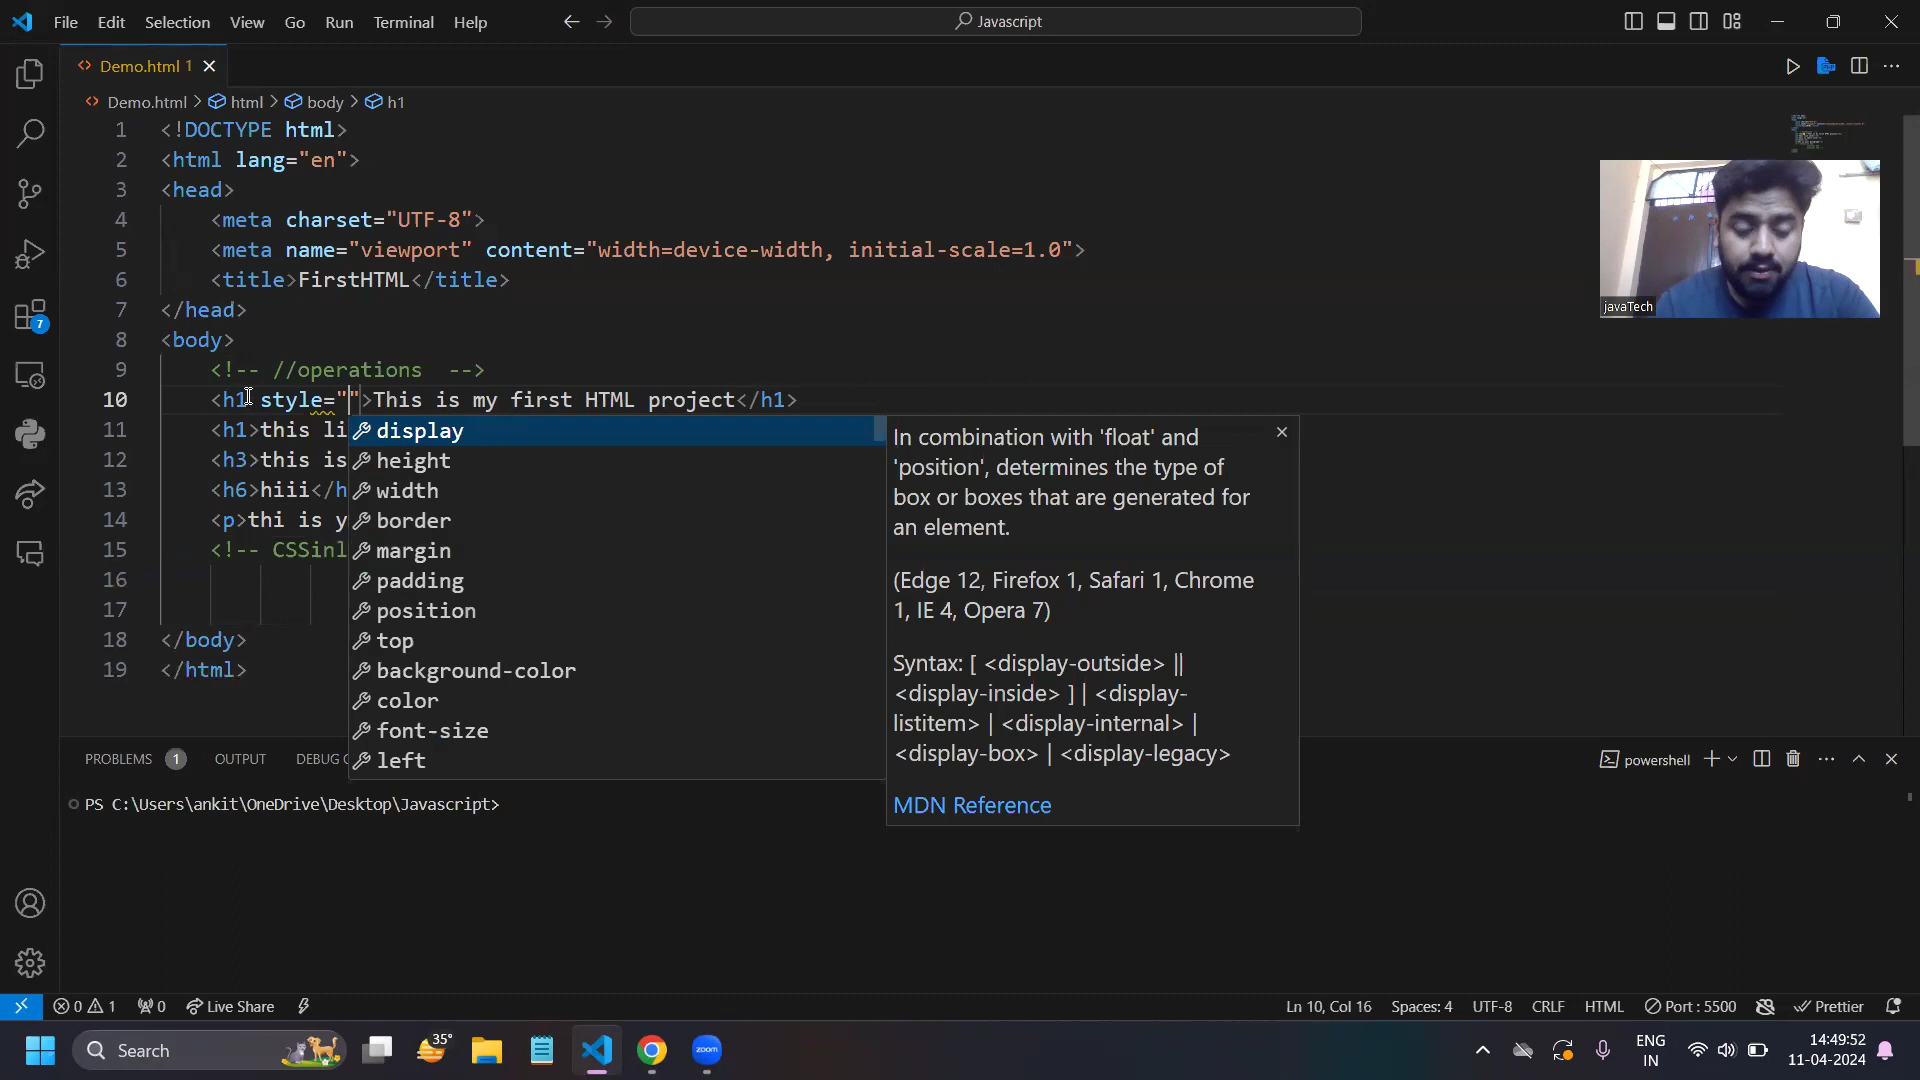 File Edit Selection View Go Run Terminal Help
Javascript
Demo.html 1
Demo.html > html > body > h1
1 <!DOCTYPE html>
2 <html lang="en">
3 <head>
4 <meta charset="UTF-8">
5 <meta name="viewport" content="width=device-width, initial-scale=1.0">
6 <title>FirstHTML</title>
7 </head>
8 <body>
9 <!-- //operations -->
10 <h1 style="">This is my first HTML project</h1>
11 <h1>this li
12 <h3>this is
13 <h6>hiii</h
14 <p>thi is y
15 <!-- CSSinl
16
17
18 </body>
19 </html>
display
height
width
border
margin
padding
position
top
background-color
color
font-size
left
In combination with 'float' and
'position', determines the type of
box or boxes that are generated for
an element.
(Edge 12, Firefox 1, Safari 1, Chrome
1, IE 4, Opera 7)
Syntax: [ <display-outside> ||
<display-inside> ] | <display-
listitem> | <display-internal> |
<display-box> | <display-legacy>
MDN Reference
javaTech
7
PROBLEMS 1 OUTPUT DEBUG C
powershell
PS C:\Users\ankit\OneDrive\Desktop\Javascript>
0 1 0 Live Share
Ln 10, Col 16 Spaces: 4 UTF-8 CRLF HTML Port : 5500 Prettier
Search
35°
zoom
ENG
IN
14:49:52
11-04-2024